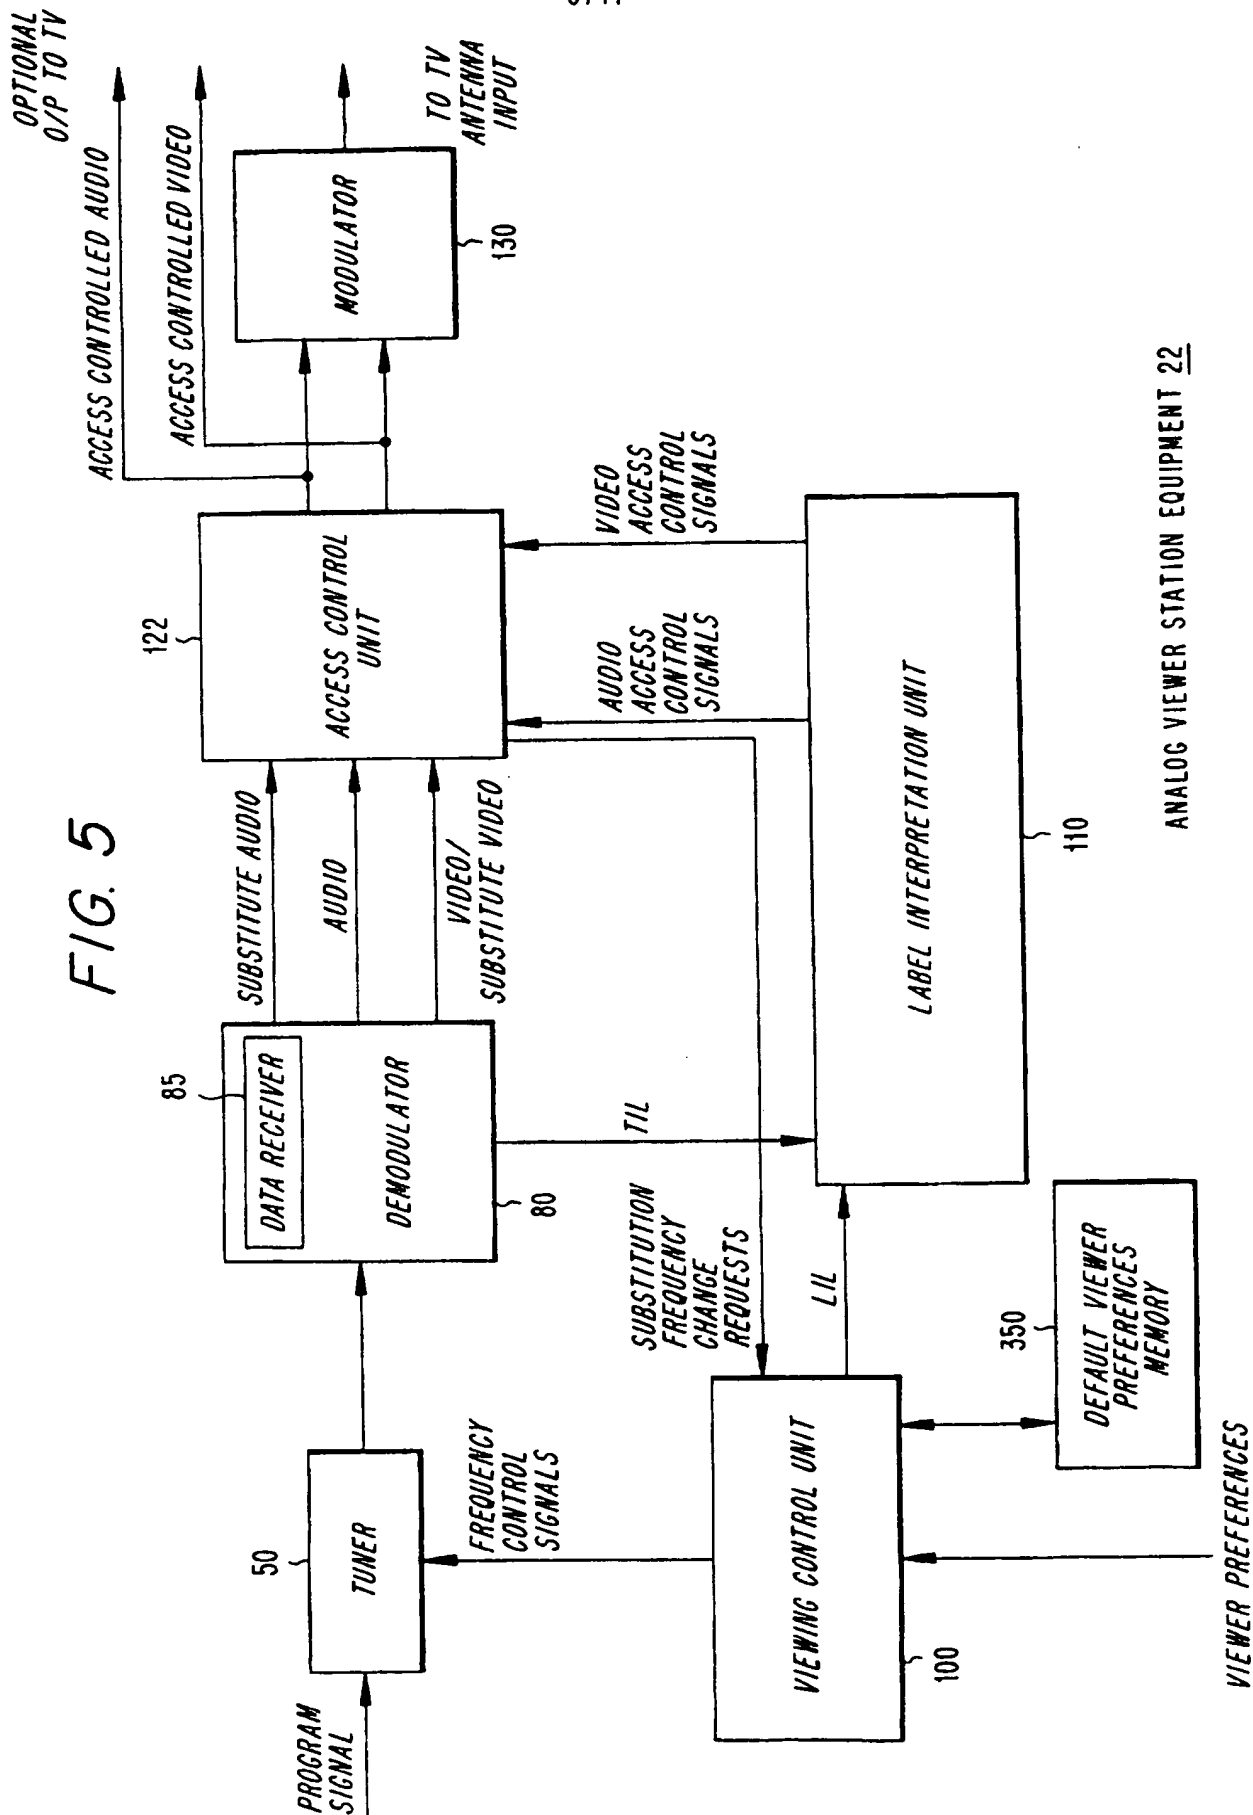 FIG. 5
PROGRAM
SIGNAL
50
TUNER
FREQUENCY
CONTROL
SIGNALS
85
DATA RECEIVER
DEMODULATOR
80
SUBSTITUTE AUDIO
AUDIO
VIDEO/
SUBSTITUTE VIDEO
122
ACCESS CONTROL
UNIT
ACCESS CONTROLLED AUDIO
ACCESS CONTROLLED VIDEO
OPTIONAL
O/P TO TV
MODULATOR
130
TO TV
ANTENNA
INPUT
TIL
SUBSTITUTION
FREQUENCY
CHANGE
REQUESTS
AUDIO
ACCESS
CONTROL
SIGNALS
VIDEO
ACCESS
CONTROL
SIGNALS
VIEWING CONTROL UNIT
100
LIL
LABEL INTERPRETATION UNIT
110
350
DEFAULT VIEWER
PREFERENCES
MEMORY
VIEWER PREFERENCES
ANALOG VIEWER STATION EQUIPMENT 22